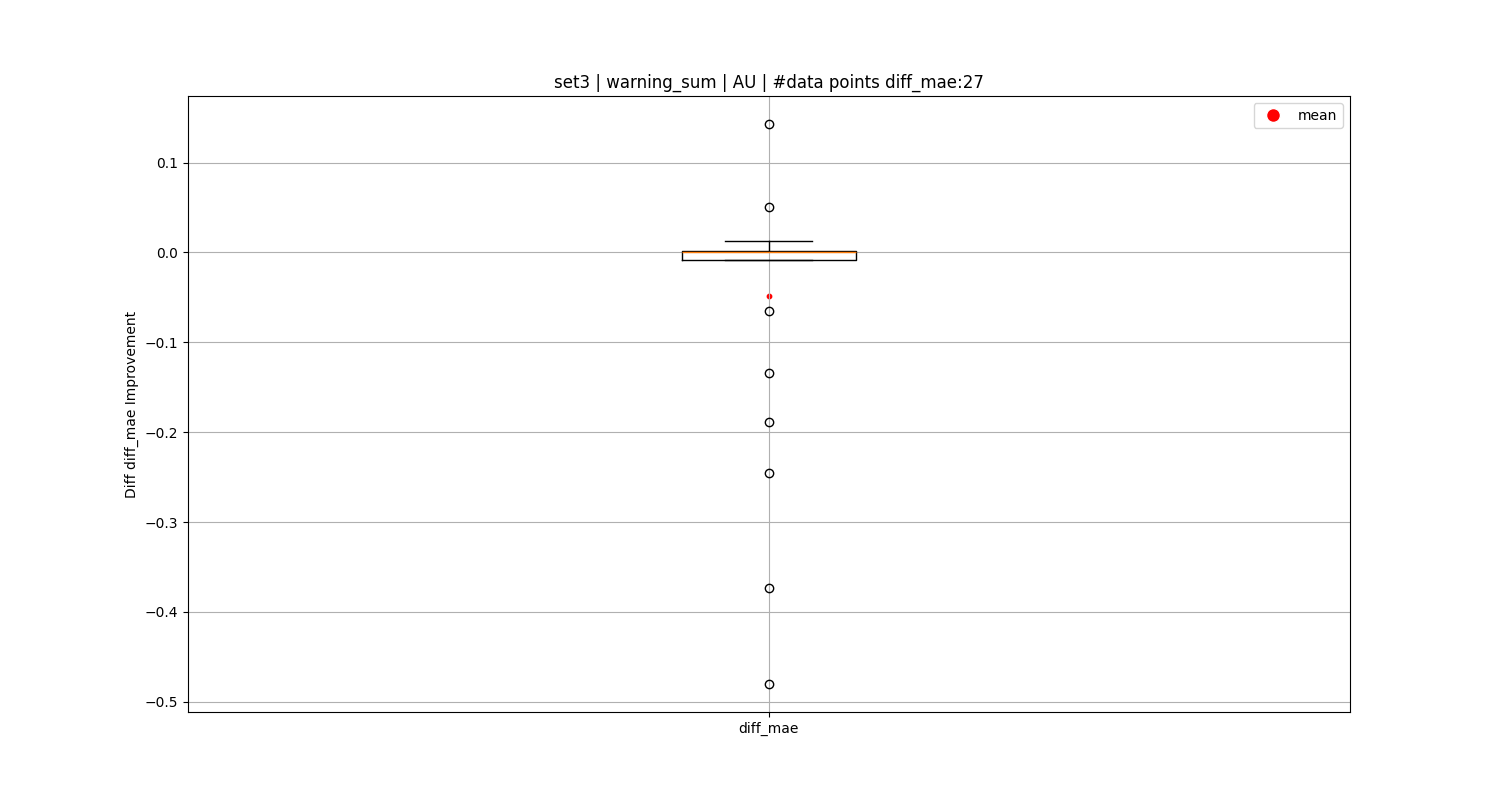 set3 | warning_sum | AU | #data points diff_mae:27
mean
0.1
0.0
−0.1
−0.2
−0.3
−0.4
−0.5
Diff diff_mae Improvement
diff_mae